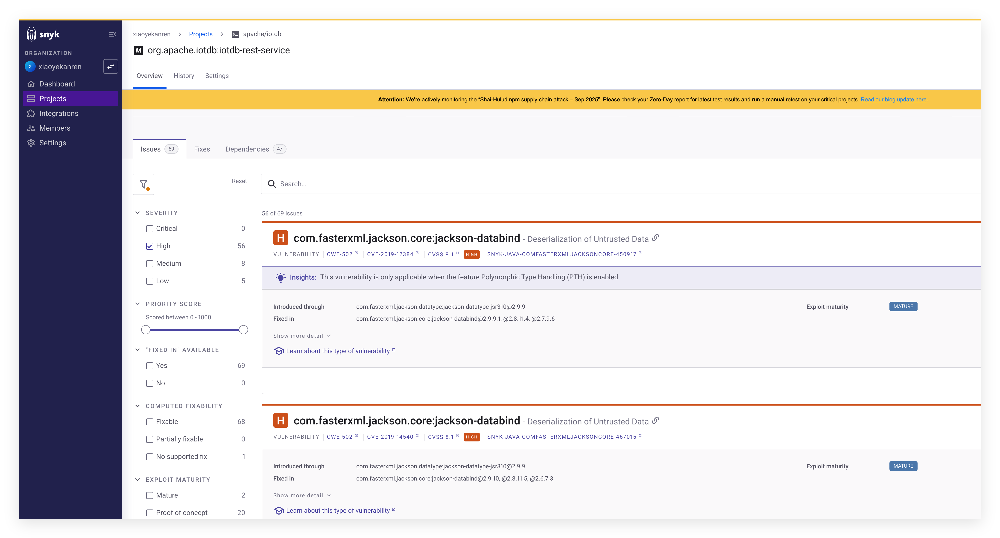 snyk
ORGANIZATION
X xiaoyekanren
Dashboard
Projects
Integrations
Members
Settings
xiaoyekanren > Projects > apache/iotdb
M org.apache.iotdb:iotdb-rest-service
Overview History Settings
Attention: We're actively monitoring the “Shai-Hulud npm supply chain attack – Sep 2025”. Please check your Zero-Day report for latest test results and run a manual retest on your critical projects. Read our blog update here.
Issues 69 Fixes Dependencies 47
Reset
Search...
SEVERITY
Critical 0
High 56
Medium 8
Low 5
PRIORITY SCORE
Scored between 0 - 1000
"FIXED IN" AVAILABLE
Yes 69
No 0
COMPUTED FIXABILITY
Fixable 68
Partially fixable 0
No supported fix 1
EXPLOIT MATURITY
Mature 2
Proof of concept 20
56 of 69 issues
H com.fasterxml.jackson.core:jackson-databind - Deserialization of Untrusted Data
VULNERABILITY CWE-502 CVE-2019-12384 CVSS 8.1 HIGH SNYK-JAVA-COMFASTERXMLJACKSONCORE-450917
Insights: This vulnerability is only applicable when the feature Polymorphic Type Handling (PTH) is enabled.
Introduced through com.fasterxml.jackson.datatype:jackson-datatype-jsr310@2.9.9 Exploit maturity MATURE
Fixed in com.fasterxml.jackson.core:jackson-databind@2.9.9.1, @2.8.11.4, @2.7.9.6
Show more detail
Learn about this type of vulnerability
H com.fasterxml.jackson.core:jackson-databind - Deserialization of Untrusted Data
VULNERABILITY CWE-502 CVE-2019-14540 CVSS 8.1 HIGH SNYK-JAVA-COMFASTERXMLJACKSONCORE-467015
Introduced through com.fasterxml.jackson.datatype:jackson-datatype-jsr310@2.9.9 Exploit maturity MATURE
Fixed in com.fasterxml.jackson.core:jackson-databind@2.9.10, @2.8.11.5, @2.6.7.3
Show more detail
Learn about this type of vulnerability